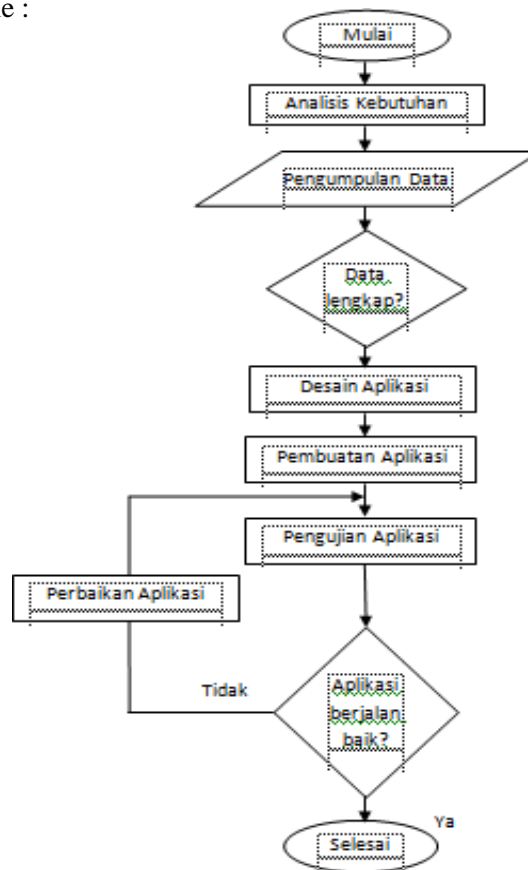 ne :
Mulai
Analisis Kebutuhan
Pengumpulan Data
Data
lengkap?
Desain Aplikasi
Pembuatan Aplikasi
Pengujian Aplikasi
Perbaikan Aplikasi
Tidak
Aplikasi
berjalan
baik?
Ya
Selesai